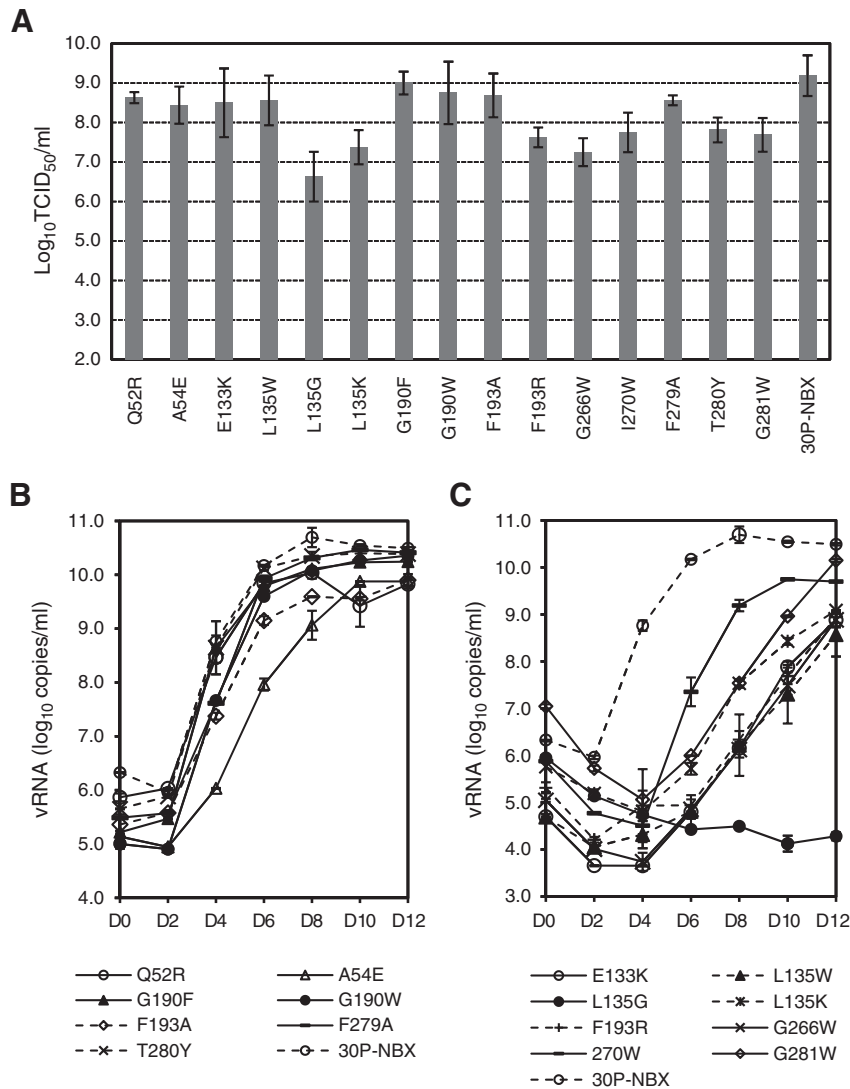 A
10.0
9.0
8.0
7.0
6.0
5.0
4.0
3.0
2.0
Log10TCID50/ml
Q52R
A54E
E133K
L135W
L135G
L135K
G190F
G190W
F193A
F193R
G266W
I270W
F279A
T280Y
G281W
30P-NBX
B
11.0
10.0
9.0
8.0
7.0
6.0
5.0
4.0
vRNA (log10 copies/ml)
D0 D2 D4 D6 D8 D10 D12
Q52R A54E
G190F G190W
F193A F279A
T280Y 30P-NBX
C
11.0
10.0
9.0
8.0
7.0
6.0
5.0
4.0
3.0
vRNA (log10 copies/ml)
D0 D2 D4 D6 D8 D10 D12
E133K L135W
L135G L135K
F193R G266W
270W G281W
30P-NBX